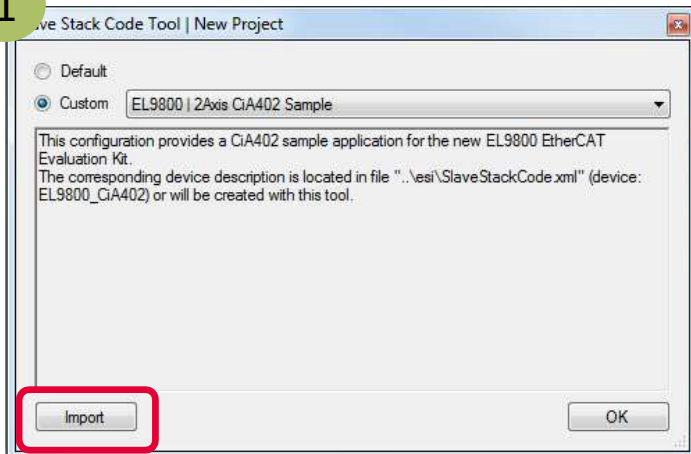 1
ve Stack Code Tool | New Project
Default
Custom EL9800 | 2Axis CiA402 Sample
This configuration provides a CiA402 sample application for the new EL9800 EtherCAT
Evaluation Kit.
The corresponding device description is located in file "..\esi\SlaveStackCode.xml" (device:
EL9800_CiA402) or will be created with this tool.
Import
OK